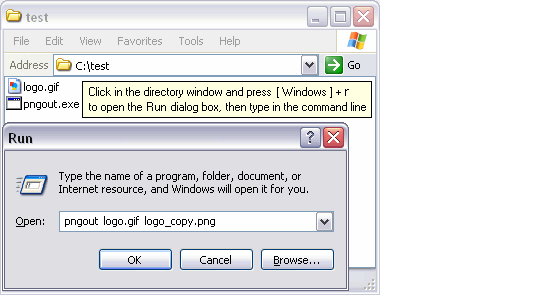 test
File Edit View Favorites Tools Help
Address C:\test Go
logo.gif
pngout.exe
Click in the directory window and press [ Windows ] + r
to open the Run dialog box, then type in the command line
Run
Type the name of a program, folder, document, or
Internet resource, and Windows will open it for you.
Open: pngout logo.gif logo_copy.png
OK Cancel Browse...